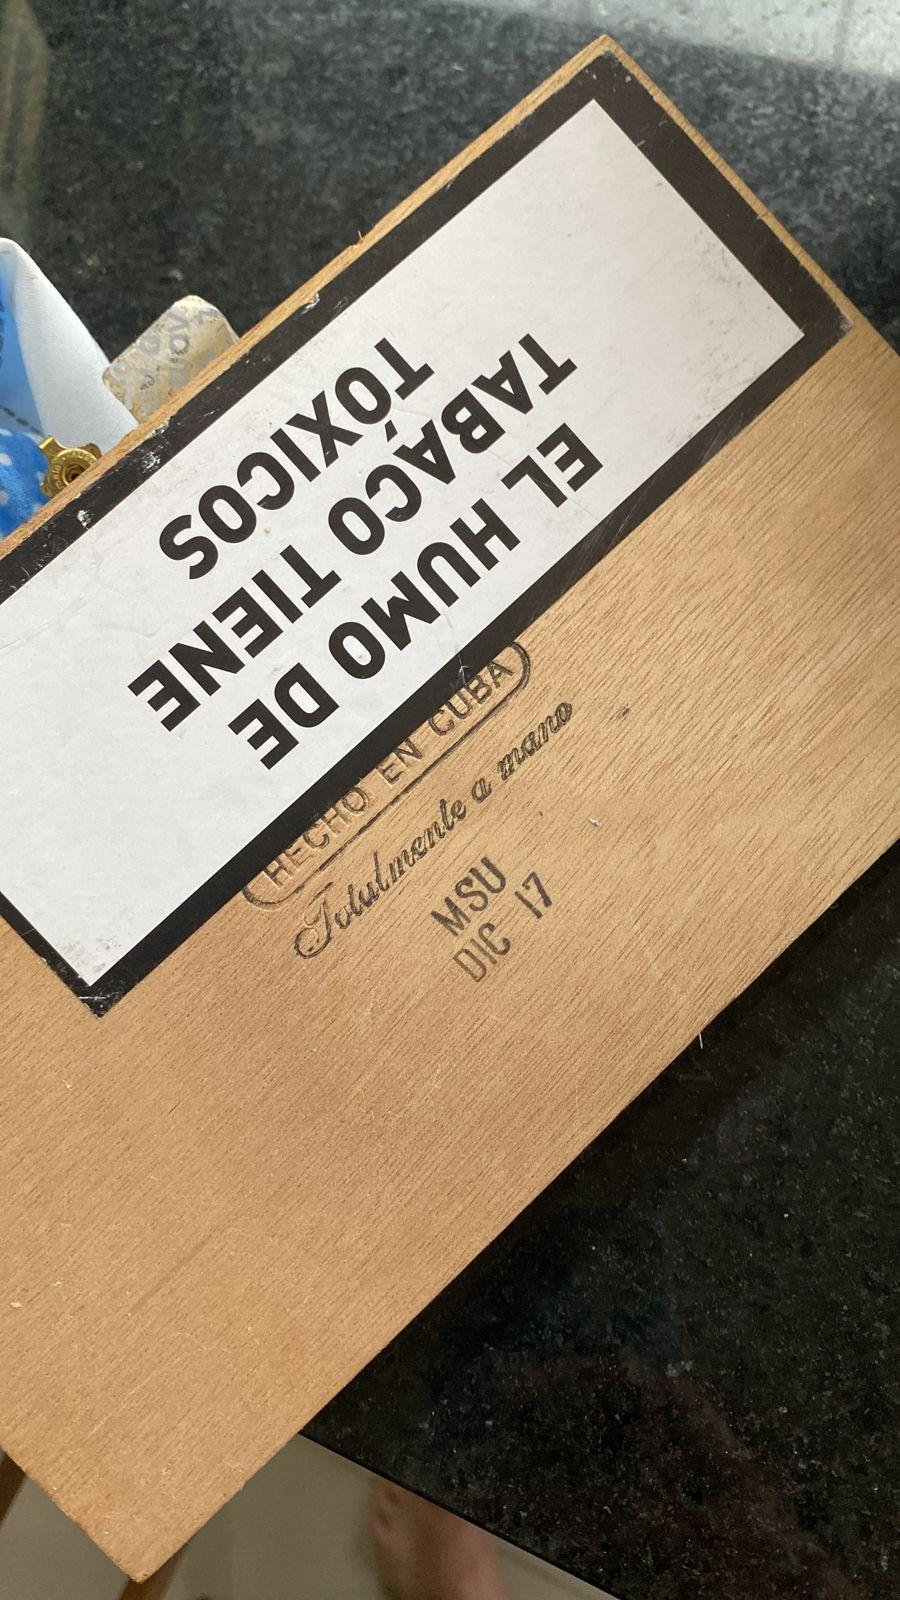 EL HUMO DE
TABACO TIENE
TÓXICOS
HECHO EN CUBA
Totalmente a mano
MSU
DIC 17